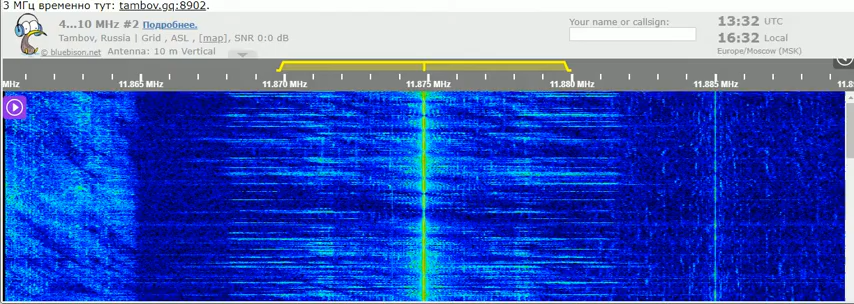 3 МГц временно тут: tambov.gq:8902.
4...10 MHz #2 Подробнее.
Tambov, Russia | Grid , ASL , [map], SNR 0:0 dB
© bluebison.net Антенна: 10 m Vertical
Your name or callsign:
13:32 UTC
16:32 Local
Europe/Moscow (MSK)
MHz 11.865 MHz 11.870 MHz 11.875 MHz 11.880 MHz 11.885 MHz